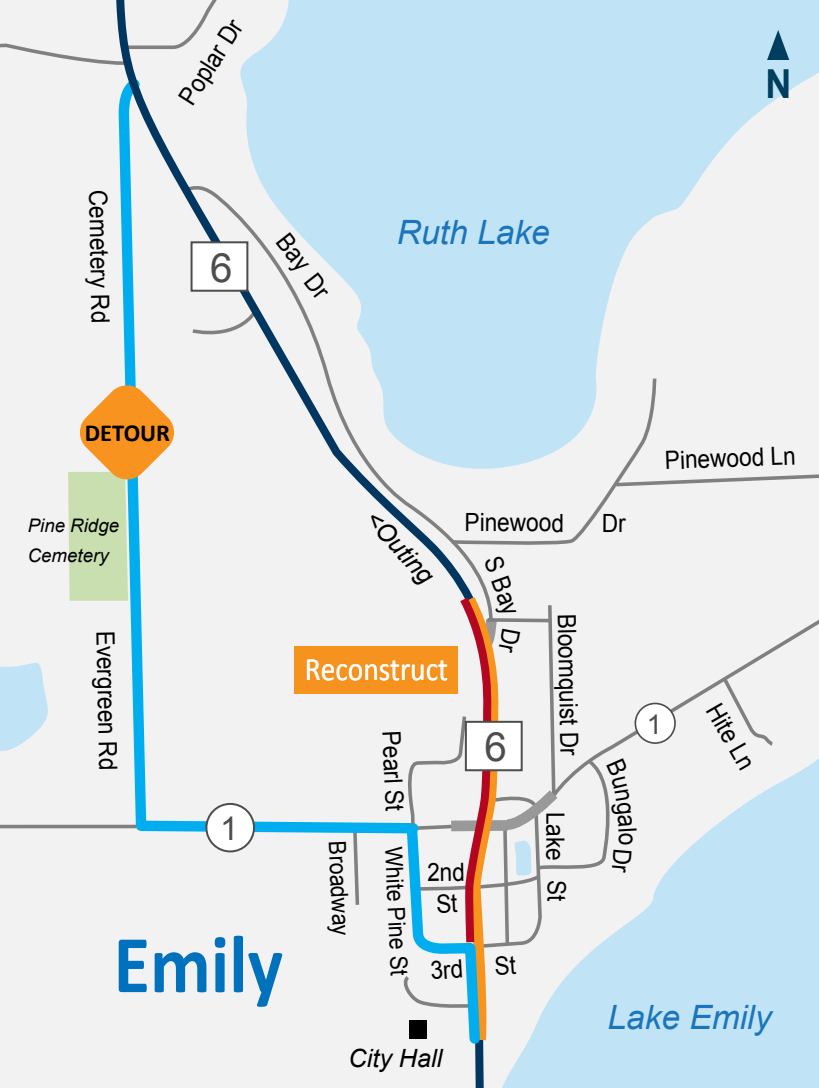 Poplar Dr
N
Cemetery Rd
Ruth Lake
Bay Dr
6
DETOUR
Pinewood Ln
Pinewood Dr
<Outing
Pine Ridge
Cemetery
S Bay
Dr
Bloomquist Dr
Evergreen Rd
Reconstruct
Hite Ln
1
6
Pearl St
Bungalo
Dr
1
Lake
St
Broadway
White Pine St
2nd
St
3rd St
Emily
Lake Emily
City Hall